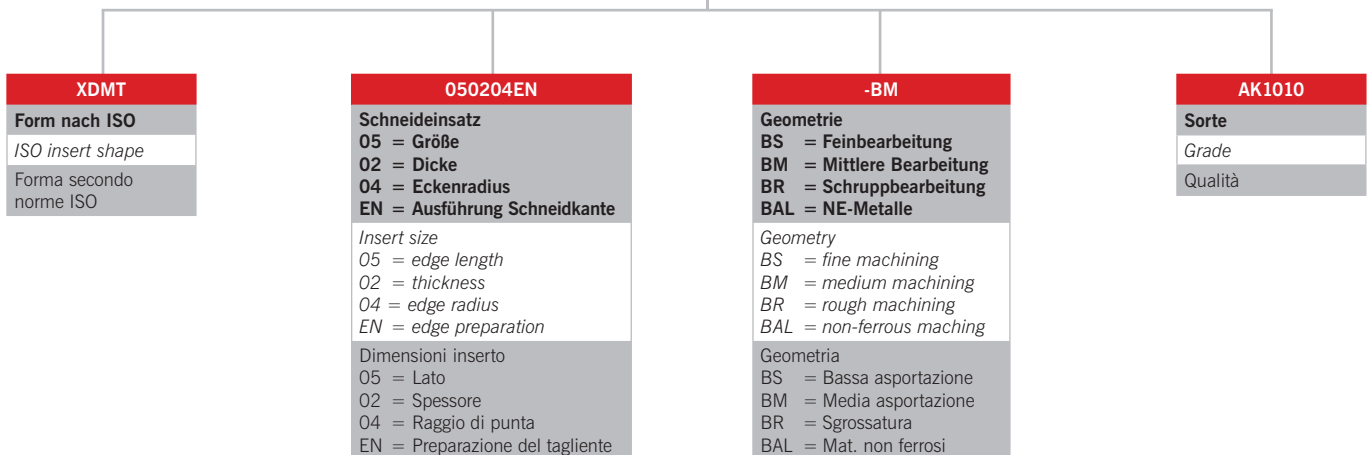 XDMT
Form nach ISO
ISO insert shape
Forma secondo
norme ISO
050204EN
Schneideinsatz
05 = Größe
02 = Dicke
04 = Eckenradius
EN = Ausführung Schneidkante
Insert size
05 = edge length
02 = thickness
04 = edge radius
EN = edge preparation
Dimensioni inserto
05 = Lato
02 = Spessore
04 = Raggio di punta
EN = Preparazione del tagliente
-BM
Geometrie
BS = Feinbearbeitung
BM = Mittlere Bearbeitung
BR = Schruppbearbeitung
BAL = NE-Metalle
Geometry
BS = fine machining
BM = medium machining
BR = rough machining
BAL = non-ferrous maching
Geometria
BS = Bassa asportazione
BM = Media asportazione
BR = Sgrossatura
BAL = Mat. non ferrosi
AK1010
Sorte
Grade
Qualità